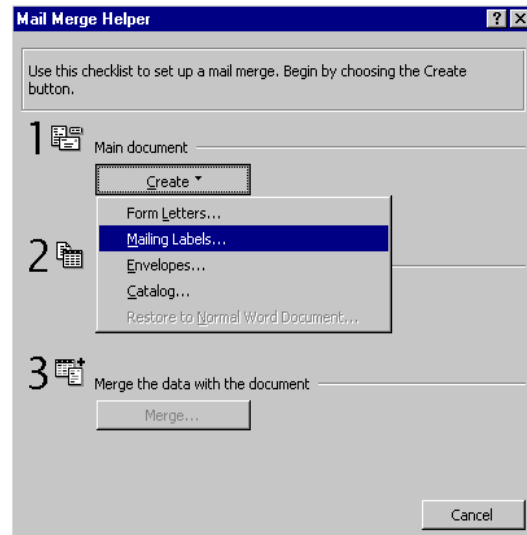 Mail Merge Helper
Use this checklist to set up a mail merge. Begin by choosing the Create
button.
1
Main document
Create
Form Letters...
Mailing Labels...
2
Envelopes...
Catalog...
Restore to Normal Word Document...
3
Merge the data with the document
Merge...
Cancel